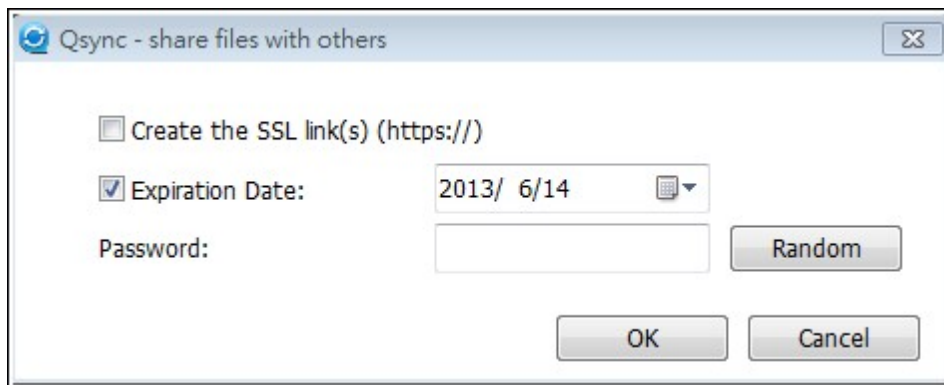 Qsync - share files with others
Create the SSL link(s) (https://)
Expiration Date: 2013/ 6/14
Password: Random
OK Cancel